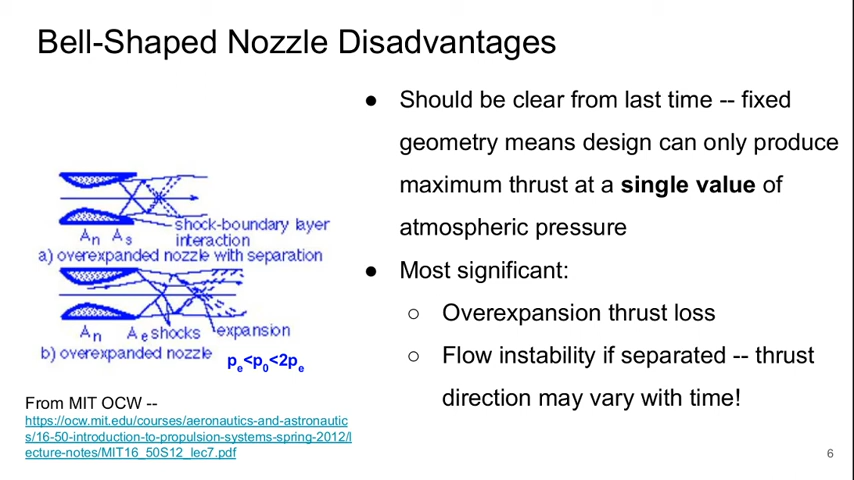 Bell-Shaped Nozzle Disadvantages
● Should be clear from last time -- fixed
geometry means design can only produce
maximum thrust at a single value of
atmospheric pressure
● Most significant:
○ Overexpansion thrust loss
○ Flow instability if separated -- thrust
direction may vary with time!
shock-boundary layer
interaction
An As
a) overexpanded nozzle with separation
An Ae shocks expansion
b) overexpanded nozzle
pe<p0<2pe
From MIT OCW --
https://ocw.mit.edu/courses/aeronautics-and-astronautic
s/16-50-introduction-to-propulsion-systems-spring-2012/l
ecture-notes/MIT16_50S12_lec7.pdf
6